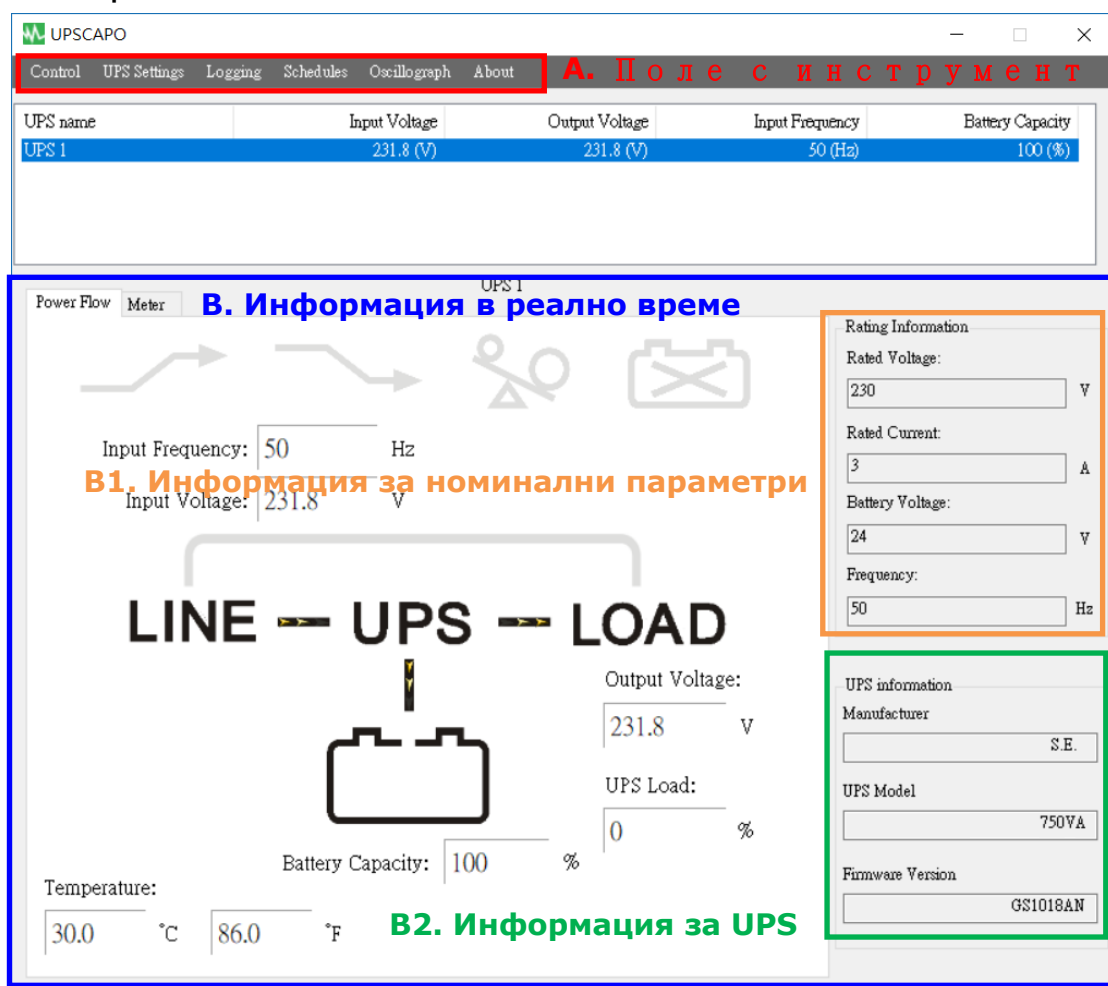 UPSCAPO
Control UPS Settings Logging Schedules Oscillograph About
A. Поле с инструмент
UPS name Input Voltage Output Voltage Input Frequency Battery Capacity
UPS 1 231.8 (V) 231.8 (V) 50 (Hz) 100 (%)
UPS 1
Power Flow Meter
B. Информация в реално време
Input Frequency: 50 Hz
B1. Информация за номинални параметри
Input Voltage: 231.8 V
LINE UPS LOAD
Output Voltage:
231.8 V
UPS Load:
0 %
Battery Capacity: 100 %
Temperature:
30.0 °C 86.0 °F
B2. Информация за UPS
Rating Information
Rated Voltage:
230 V
Rated Current:
3 A
Battery Voltage:
24 V
Frequency:
50 Hz
UPS information
Manufacturer
S.E.
UPS Model
750VA
Firmware Version
GS1018AN